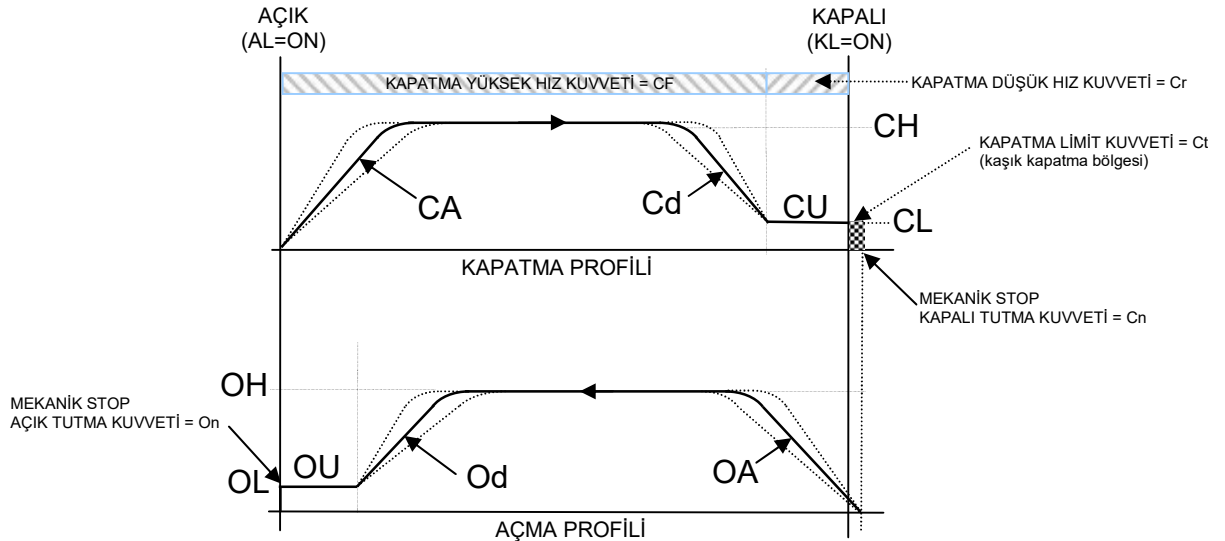 AÇIK
(AL=ON)
KAPALI
(KL=ON)
KAPATMA YÜKSEK HIZ KUVVETİ = CF
KAPATMA DÜŞÜK HIZ KUVVETİ = Cr
CH
KAPATMA LİMİT KUVVETİ = Ct
(kaşık kapatma bölgesi)
CA
Cd
CU
CL
KAPATMA PROFİLİ
MEKANİK STOP
KAPALI TUTMA KUVVETİ = Cn
OH
MEKANİK STOP
AÇIK TUTMA KUVVETİ = On
OU
OL
Od
OA
AÇMA PROFİLİ